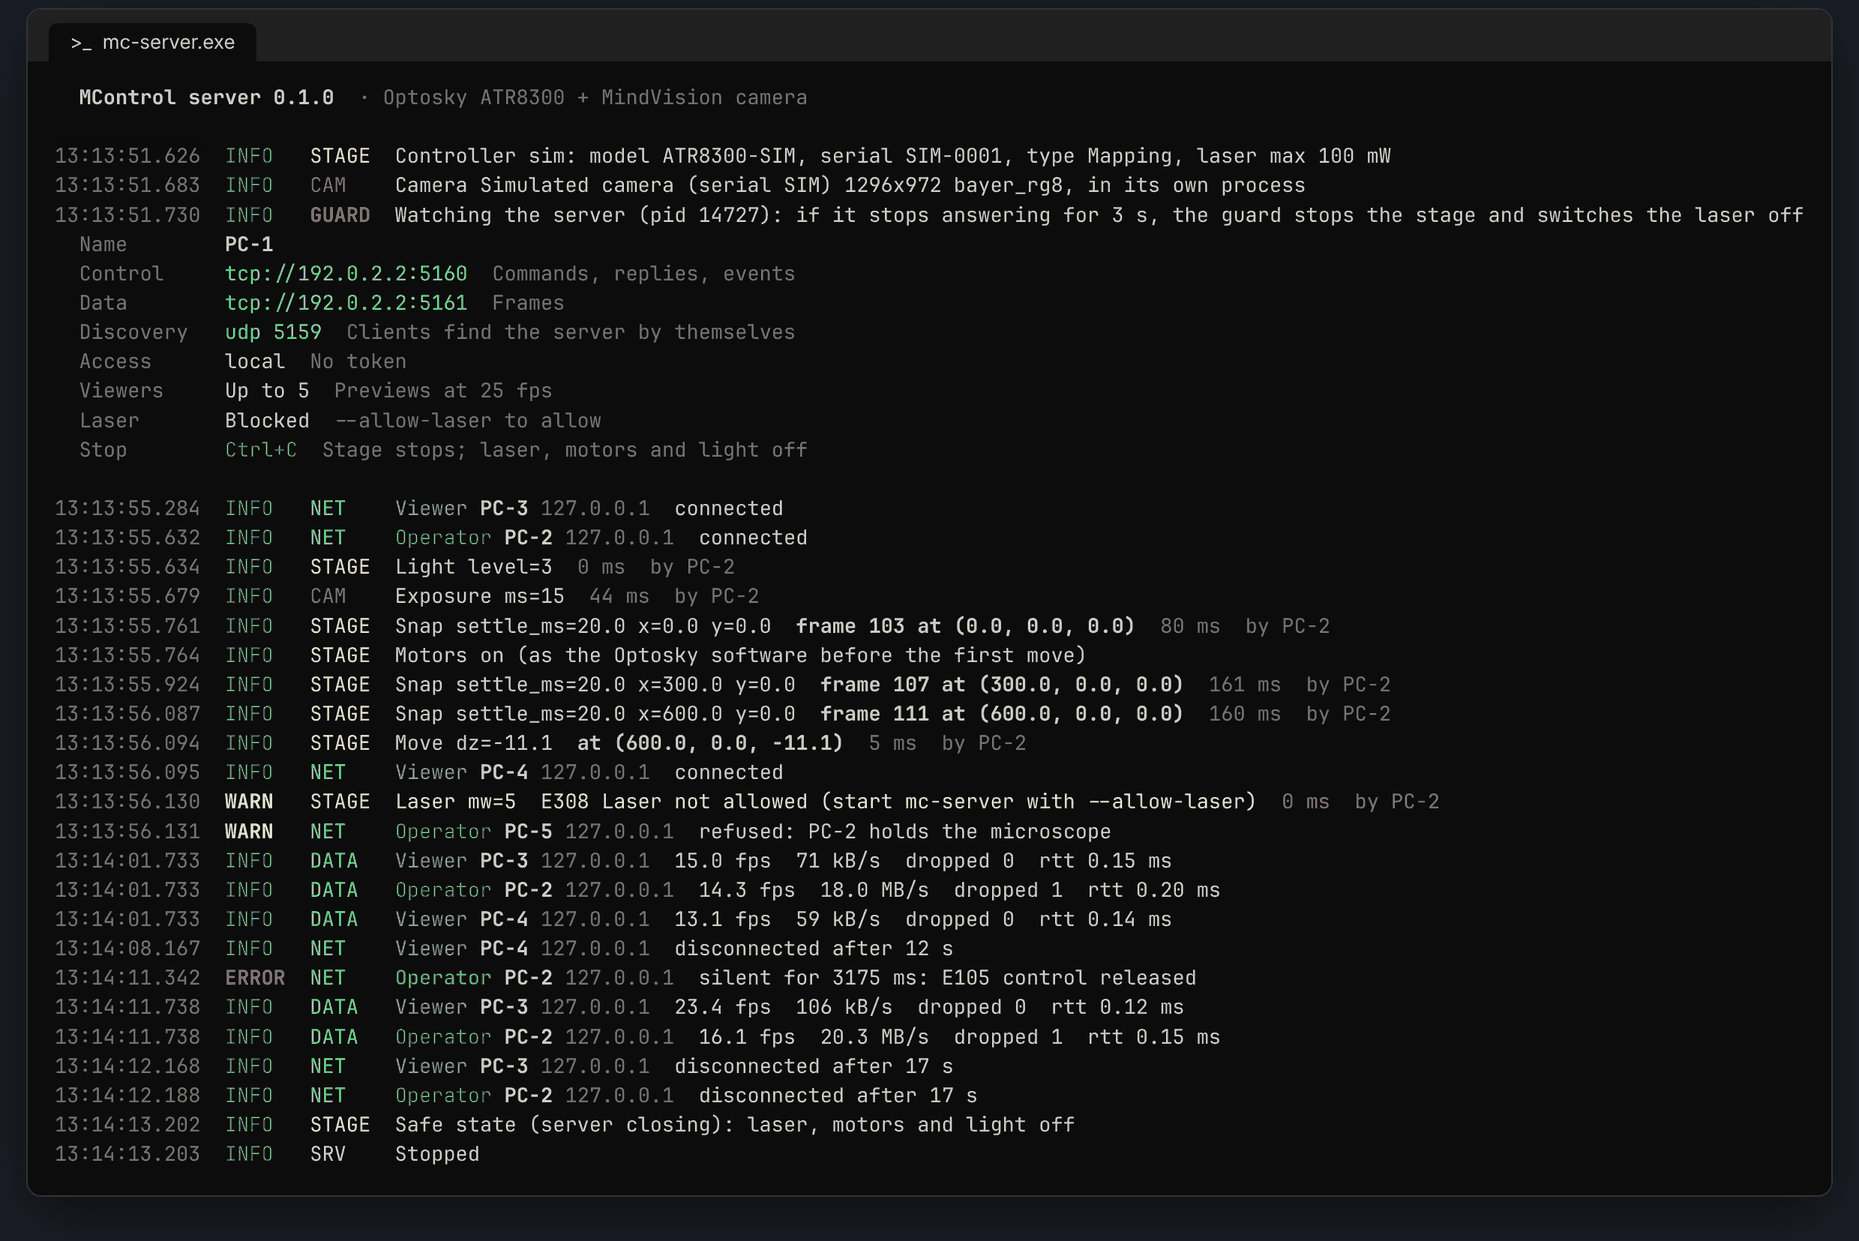 >_ mc-server.exe
MControl server 0.1.0 · Optosky ATR8300 + MindVision camera
13:13:51.626 INFO STAGE Controller sim: model ATR8300-SIM, serial SIM-0001, type Mapping, laser max 100 mW
13:13:51.683 INFO CAM Camera Simulated camera (serial SIM) 1296x972 bayer_rg8, in its own process
13:13:51.730 INFO GUARD Watching the server (pid 14727): if it stops answering for 3 s, the guard stops the stage and switches the laser off
Name PC-1
Control tcp://192.0.2.2:5160 Commands, replies, events
Data tcp://192.0.2.2:5161 Frames
Discovery udp 5159 Clients find the server by themselves
Access local No token
Viewers Up to 5 Previews at 25 fps
Laser Blocked --allow-laser to allow
Stop Ctrl+C Stage stops; laser, motors and light off
13:13:55.284 INFO NET Viewer PC-3 127.0.0.1 connected
13:13:55.632 INFO NET Operator PC-2 127.0.0.1 connected
13:13:55.634 INFO STAGE Light level=3 0 ms by PC-2
13:13:55.679 INFO CAM Exposure ms=15 44 ms by PC-2
13:13:55.761 INFO STAGE Snap settle_ms=20.0 x=0.0 y=0.0 frame 103 at (0.0, 0.0, 0.0) 80 ms by PC-2
13:13:55.764 INFO STAGE Motors on (as the Optosky software before the first move)
13:13:55.924 INFO STAGE Snap settle_ms=20.0 x=300.0 y=0.0 frame 107 at (300.0, 0.0, 0.0) 161 ms by PC-2
13:13:56.087 INFO STAGE Snap settle_ms=20.0 x=600.0 y=0.0 frame 111 at (600.0, 0.0, 0.0) 160 ms by PC-2
13:13:56.094 INFO STAGE Move dz=-11.1 at (600.0, 0.0, -11.1) 5 ms by PC-2
13:13:56.095 INFO NET Viewer PC-4 127.0.0.1 connected
13:13:56.130 WARN STAGE Laser mw=5 E308 Laser not allowed (start mc-server with --allow-laser) 0 ms by PC-2
13:13:56.131 WARN NET Operator PC-5 127.0.0.1 refused: PC-2 holds the microscope
13:14:01.733 INFO DATA Viewer PC-3 127.0.0.1 15.0 fps 71 kB/s dropped 0 rtt 0.15 ms
13:14:01.733 INFO DATA Operator PC-2 127.0.0.1 14.3 fps 18.0 MB/s dropped 1 rtt 0.20 ms
13:14:01.733 INFO DATA Viewer PC-4 127.0.0.1 13.1 fps 59 kB/s dropped 0 rtt 0.14 ms
13:14:08.167 INFO NET Viewer PC-4 127.0.0.1 disconnected after 12 s
13:14:11.342 ERROR NET Operator PC-2 127.0.0.1 silent for 3175 ms: E105 control released
13:14:11.738 INFO DATA Viewer PC-3 127.0.0.1 23.4 fps 106 kB/s dropped 0 rtt 0.12 ms
13:14:11.738 INFO DATA Operator PC-2 127.0.0.1 16.1 fps 20.3 MB/s dropped 1 rtt 0.15 ms
13:14:12.168 INFO NET Viewer PC-3 127.0.0.1 disconnected after 17 s
13:14:12.188 INFO NET Operator PC-2 127.0.0.1 disconnected after 17 s
13:14:13.202 INFO STAGE Safe state (server closing): laser, motors and light off
13:14:13.203 INFO SRV Stopped